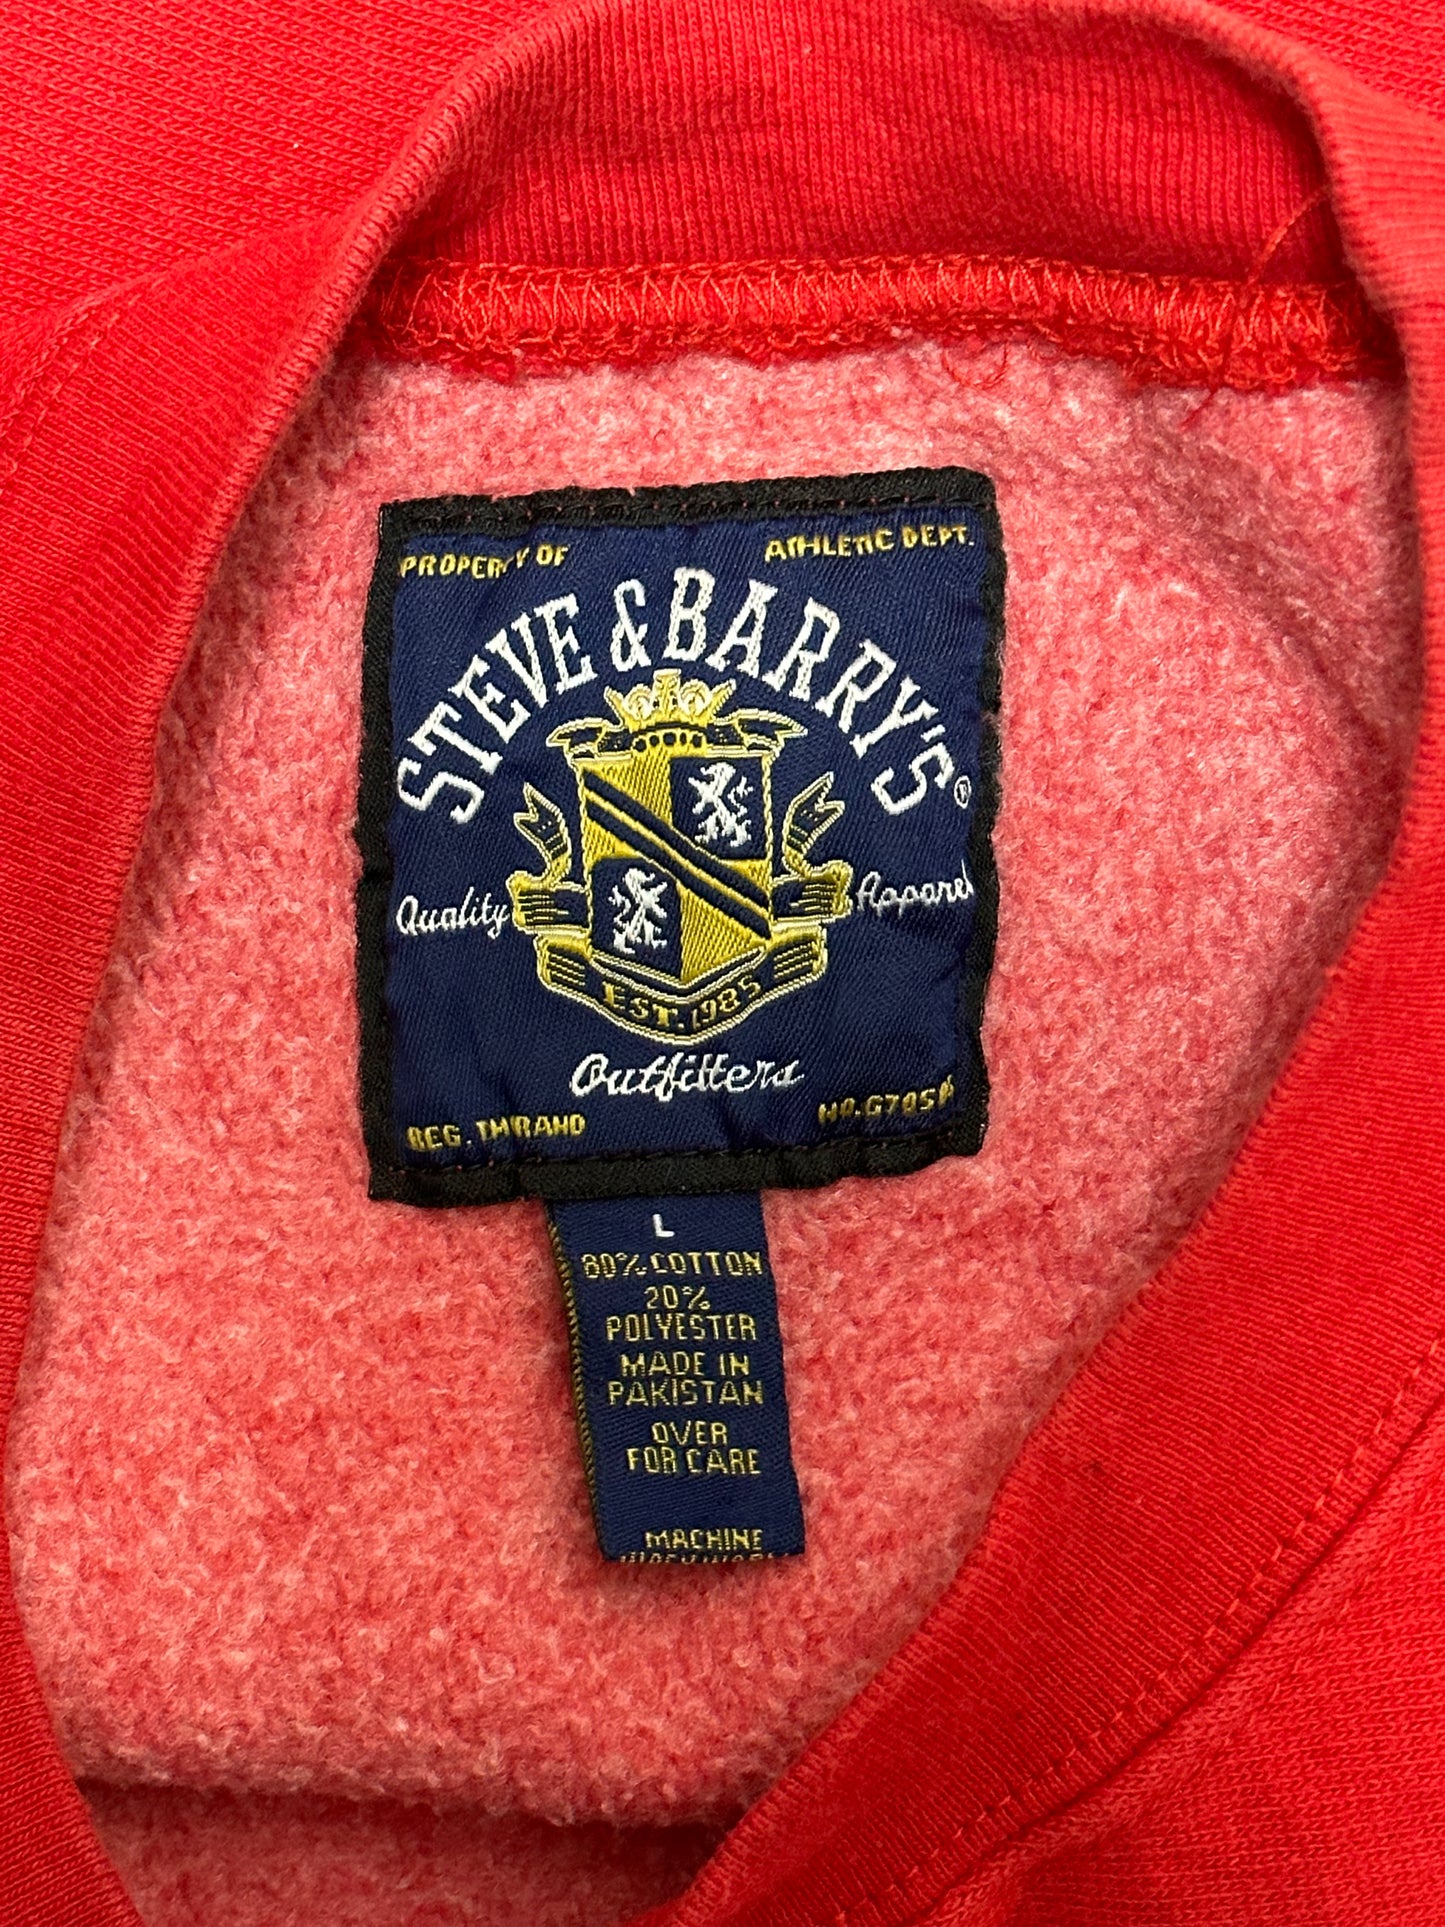 PROPERTY OF
ATHLETIC DEPT.
STEVE & BARRY'S®
Quality Apparel
EST. 1985
Outfitters
REG.
L
80% COTTON
20%
POLYESTER
MADE IN
PAKISTAN
OVER
FOR CARE
MACHINE